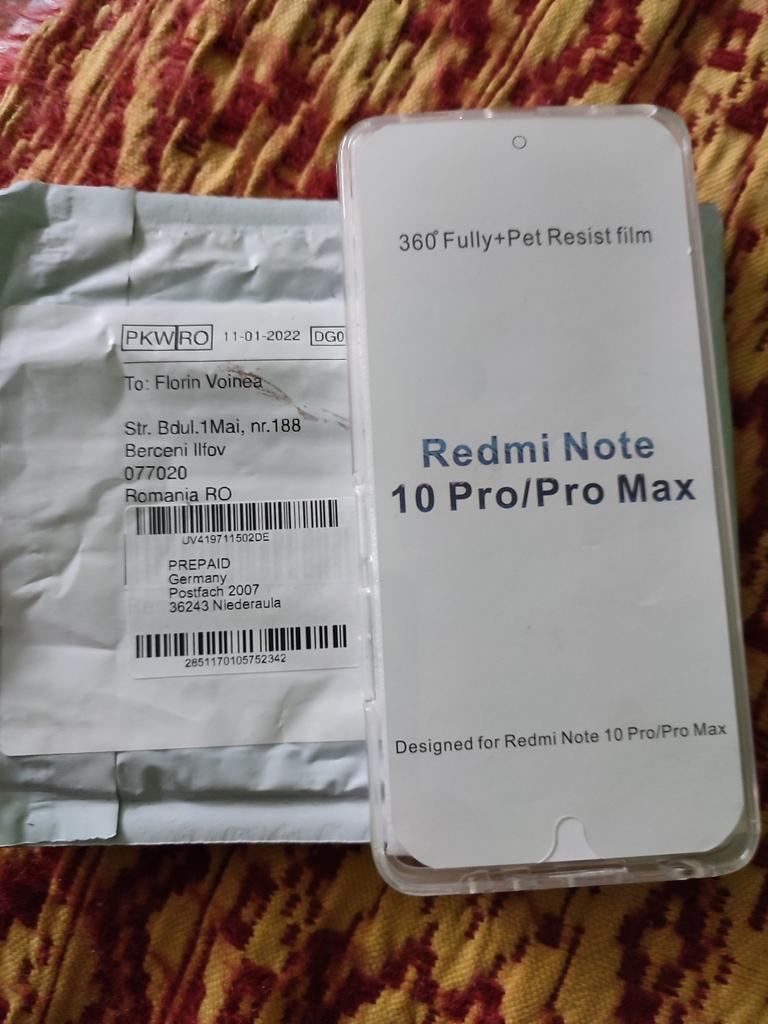 PKW RO 11-01-2022 DG0
To: Florin Voinea
Str. Bdul.1Mai, nr.188
Berceni Ilfov
077020
Romania RO
UV419711502DE
PREPAID
Germany
Postfach 2007
36243 Niederaula
2851170105752342
360° Fully+Pet Resist film
Redmi Note
10 Pro/Pro Max
Designed for Redmi Note 10 Pro/Pro Max